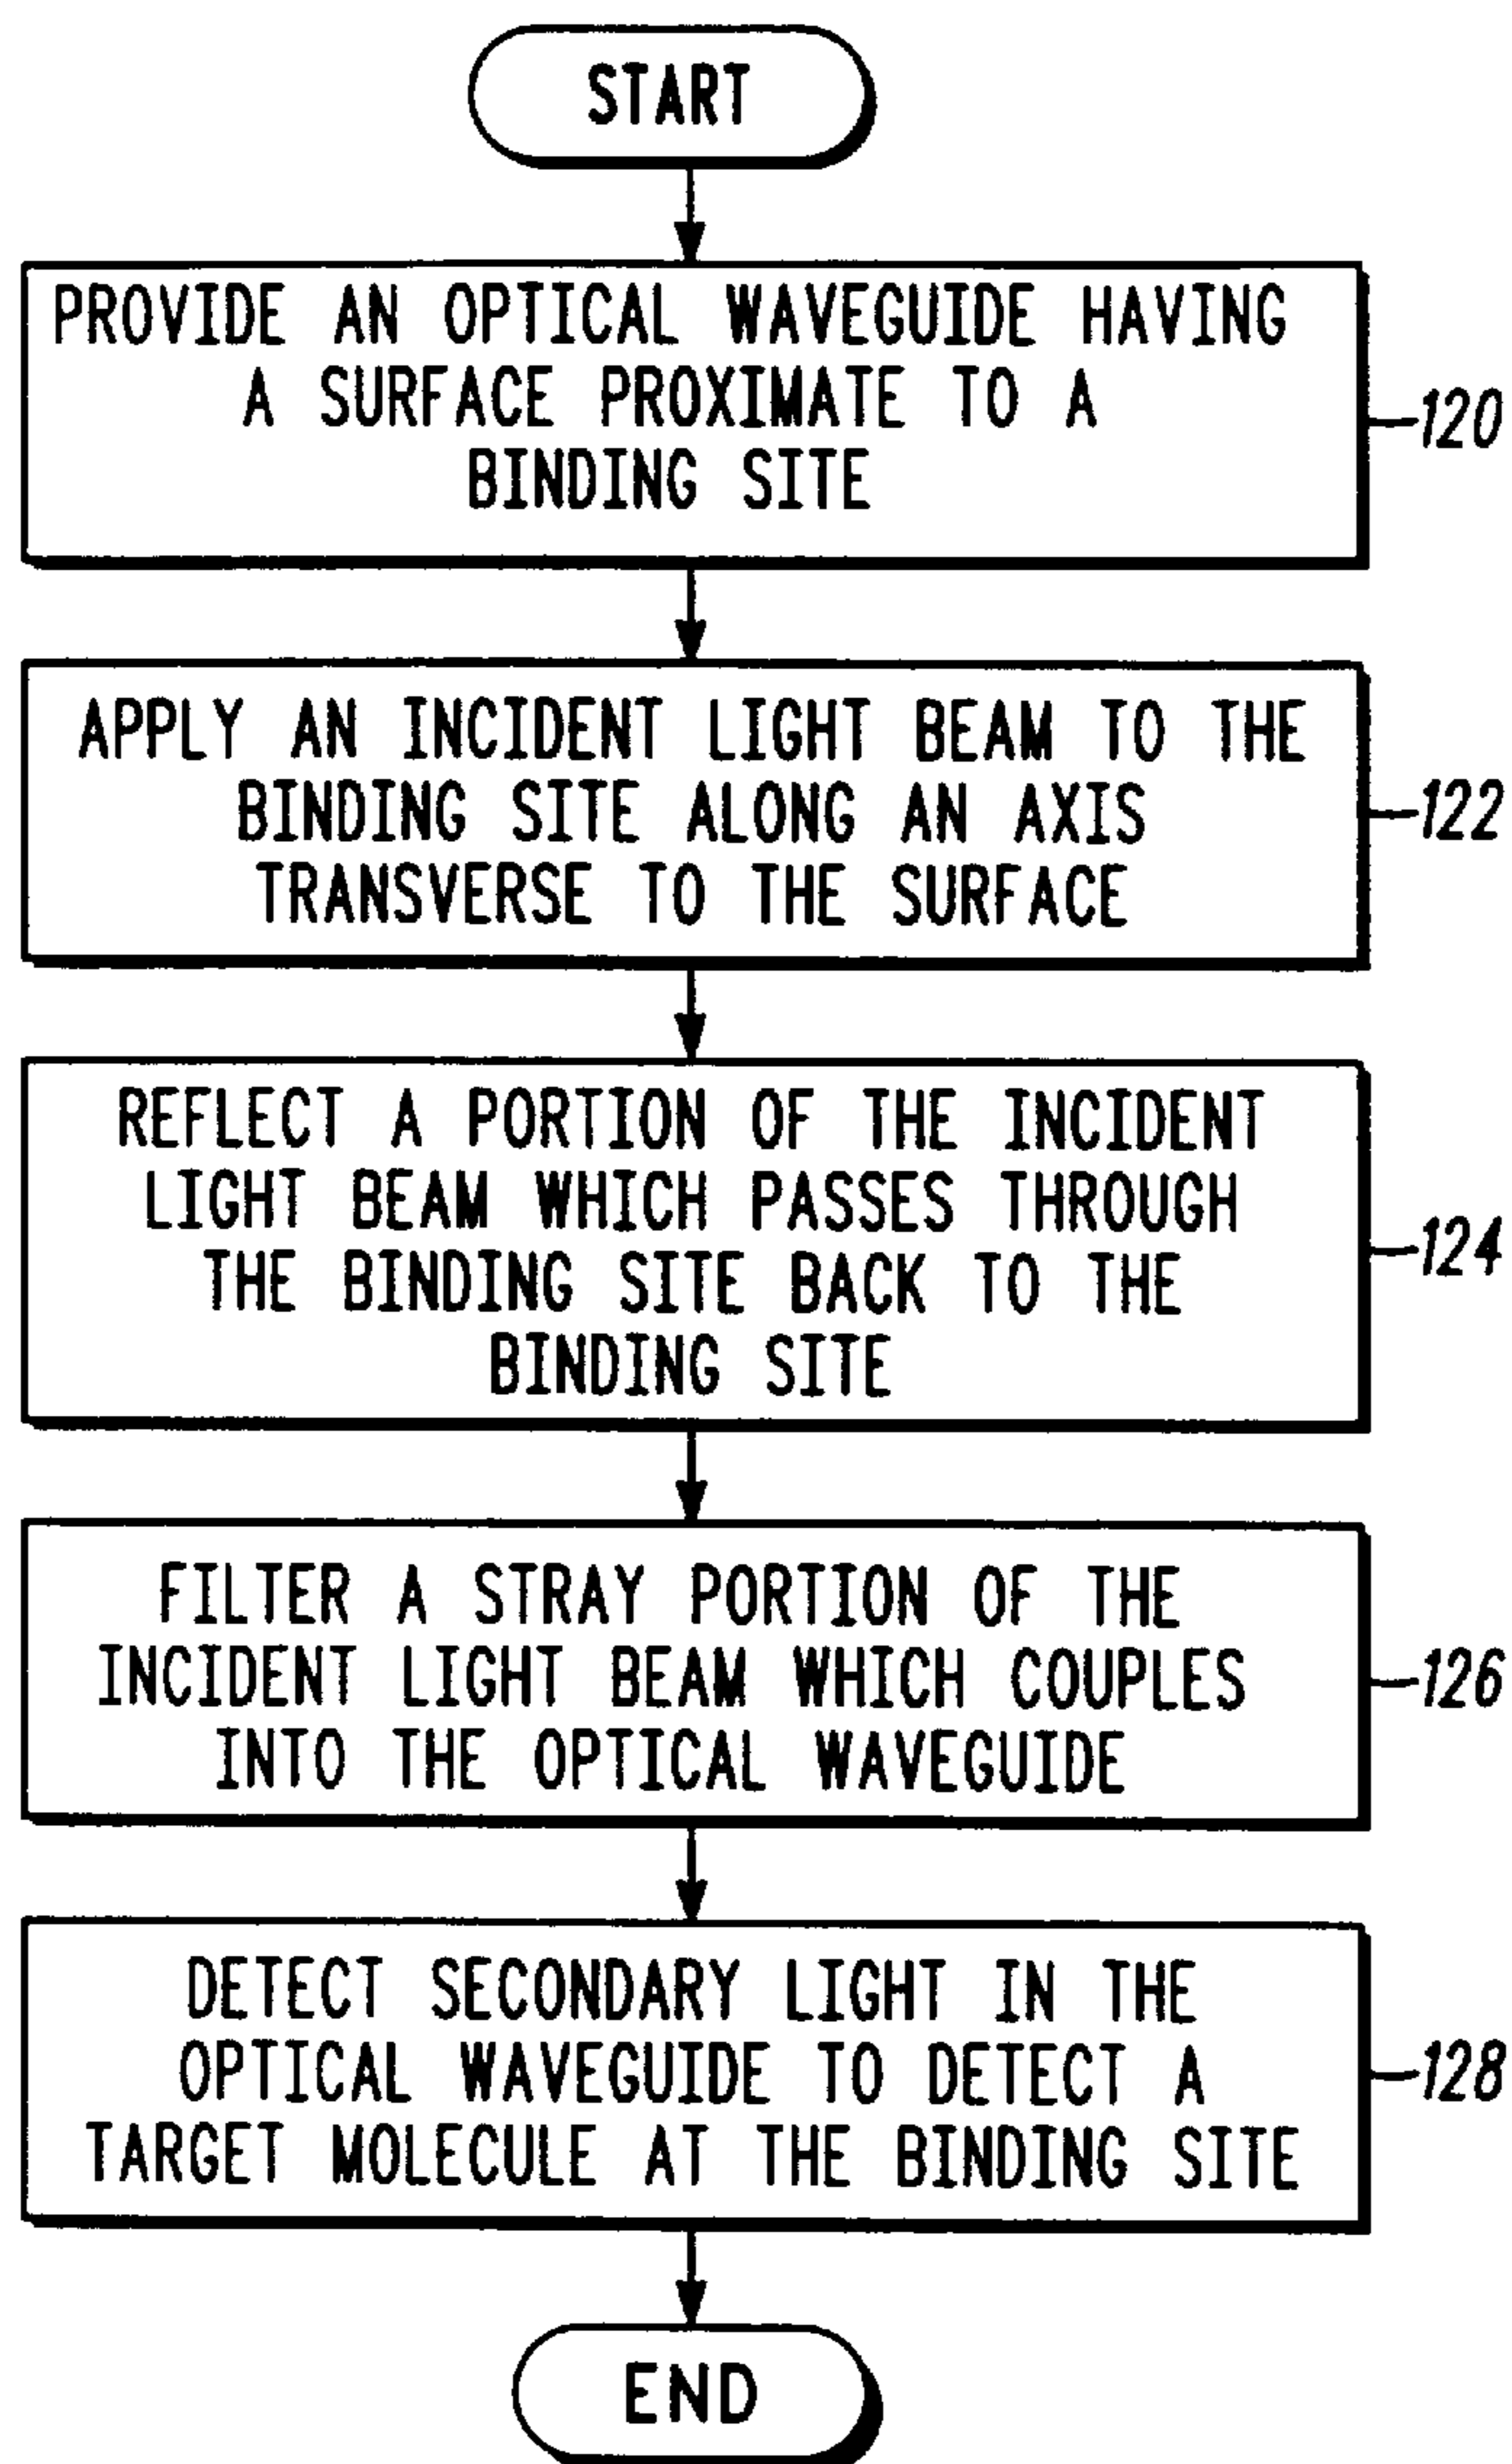 START
PROVIDE AN OPTICAL WAVEGUIDE HAVING
A SURFACE PROXIMATE TO A
BINDING SITE
120
APPLY AN INCIDENT LIGHT BEAM TO THE
BINDING SITE ALONG AN AXIS
TRANSVERSE TO THE SURFACE
122
REFLECT A PORTION OF THE INCIDENT
LIGHT BEAM WHICH PASSES THROUGH
THE BINDING SITE BACK TO THE
BINDING SITE
124
FILTER A STRAY PORTION OF THE
INCIDENT LIGHT BEAM WHICH COUPLES
INTO THE OPTICAL WAVEGUIDE
126
DETECT SECONDARY LIGHT IN THE
OPTICAL WAVEGUIDE TO DETECT A
TARGET MOLECULE AT THE BINDING SITE
128
END